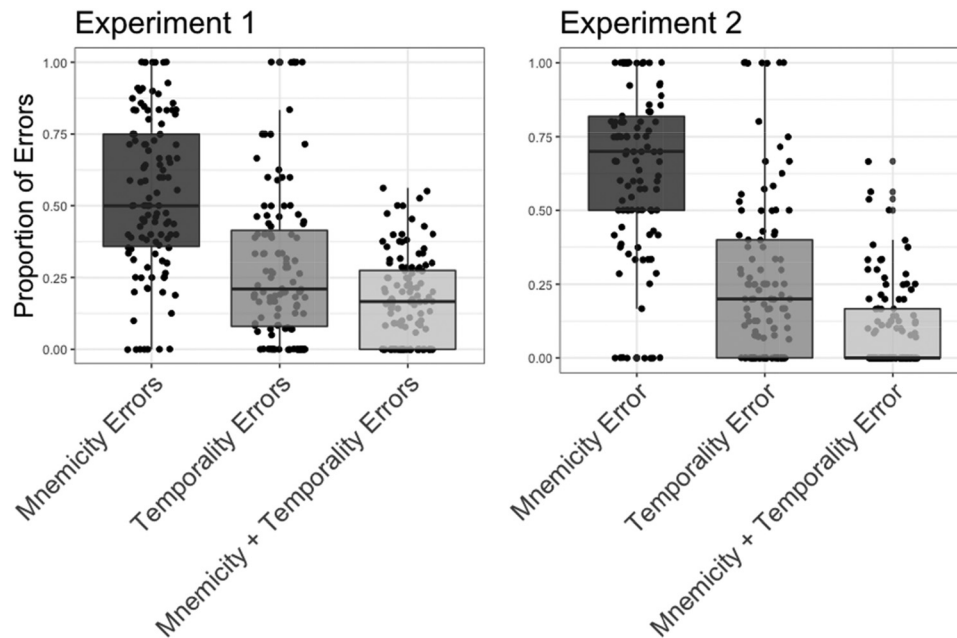 Experiment 1
Proportion of Errors
1.00
0.75
0.50
0.25
0.00
Mnemicity Errors
Temporality Errors
Mnemicity + Temporality Errors
Experiment 2
1.00
0.75
0.50
0.25
0.00
Mnemicity Error
Temporality Error
Mnemicity + Temporality Error